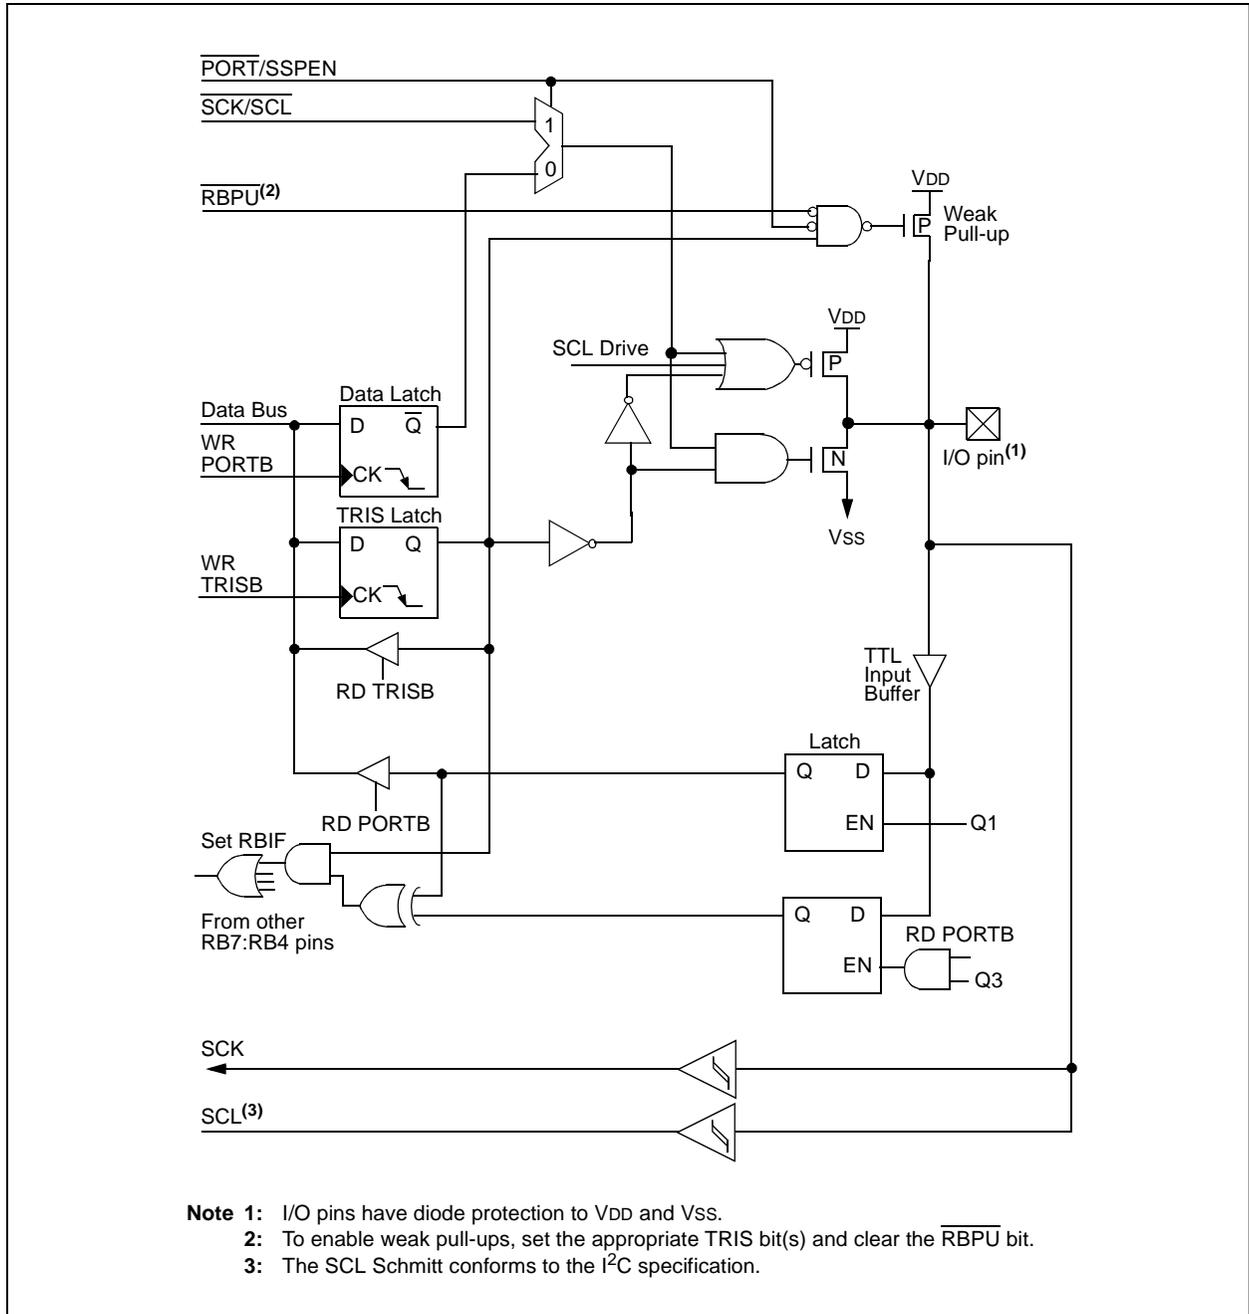 PORT/SSPEN
SCK/SCL
1
0
RBPU(2)
VDD
P
Weak
Pull-up
VDD
SCL Drive
P
Data Latch
Data Bus
D Q
WR
PORTB
CK
N
I/O pin(1)
VSS
TRIS Latch
D Q
WR
TRISB
CK
RD TRISB
TTL
Input
Buffer
Latch
Q D
EN
Q1
RD PORTB
Set RBIF
From other
RB7:RB4 pins
Q D
EN
RD PORTB
Q3
SCK
SCL(3)
Note 1: I/O pins have diode protection to VDD and VSS.
2: To enable weak pull-ups, set the appropriate TRIS bit(s) and clear the RBPU bit.
3: The SCL Schmitt conforms to the I2C specification.